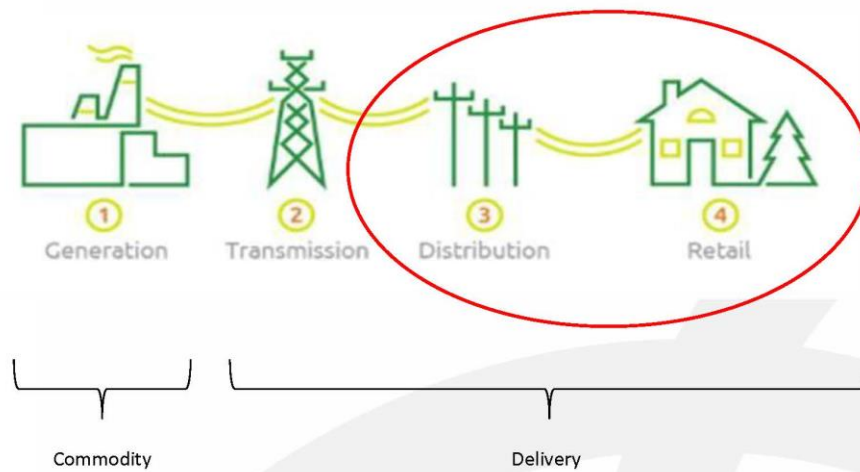 1 2 3 4
Generation Transmission Distribution Retail
Commodity Delivery